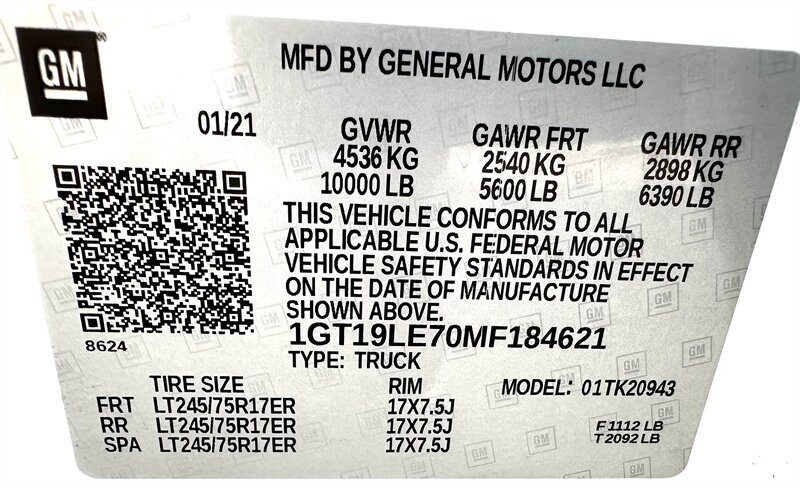 GM
MFD BY GENERAL MOTORS LLC
01/21 GVWR GAWR FRT GAWR RR
4536 KG 2540 KG 2898 KG
10000 LB 5600 LB 6390 LB
THIS VEHICLE CONFORMS TO ALL
APPLICABLE U.S. FEDERAL MOTOR
VEHICLE SAFETY STANDARDS IN EFFECT
ON THE DATE OF MANUFACTURE
SHOWN ABOVE.
8624
1GT19LE70MF184621
TYPE: TRUCK
TIRE SIZE RIM MODEL: 01TK20943
FRT LT245/75R17ER 17X7.5J
RR LT245/75R17ER 17X7.5J F1112 LB
SPA LT245/75R17ER 17X7.5J T2092 LB